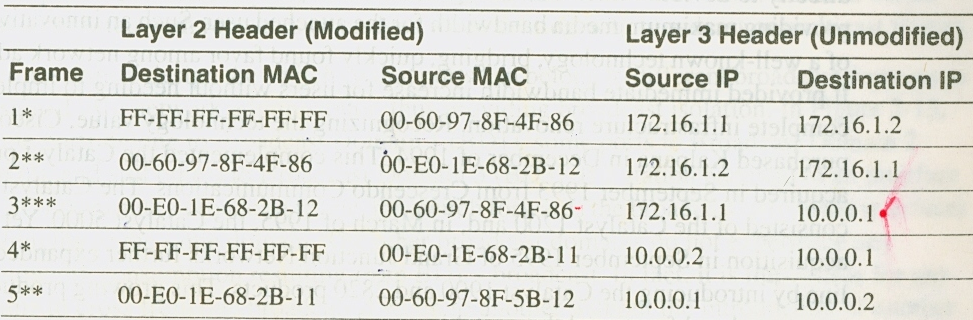 Layer 2 Header (Modified) Layer 3 Header (Unmodified)
Frame Destination MAC Source MAC Source IP Destination IP
1* FF-FF-FF-FF-FF-FF 00-60-97-8F-4F-86 172.16.1.1 172.16.1.2
2** 00-60-97-8F-4F-86 00-E0-1E-68-2B-12 172.16.1.2 172.16.1.1
3*** 00-E0-1E-68-2B-12 00-60-97-8F-4F-86- 172.16.1.1 10.0.0.1
4* FF-FF FF-FF-FF-FF 00-E0-1E-68-2B-11 10.0.0.2 10.0.0.1
5** 00-E0-1E-68-2B-11 00-60-97-8F-5B-12 10.0.0.1 10.0.0.2